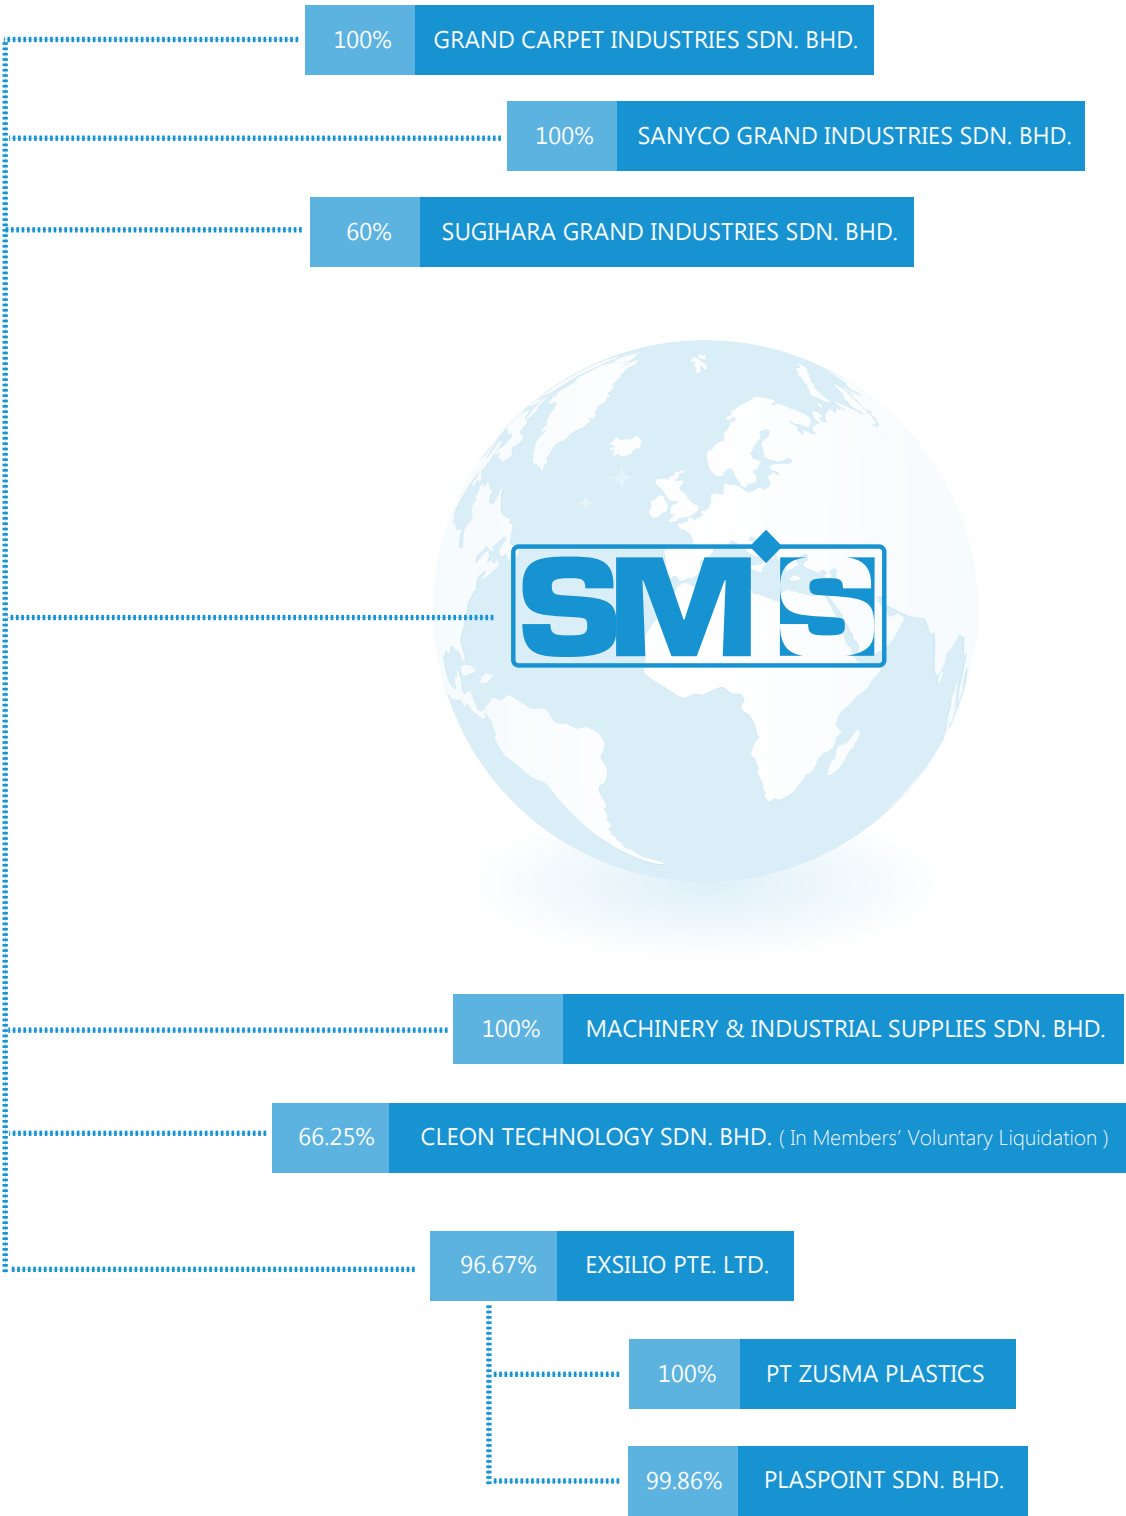 100% GRAND CARPET INDUSTRIES SDN. BHD.
100% SANYCO GRAND INDUSTRIES SDN. BHD.
60% SUGIHARA GRAND INDUSTRIES SDN. BHD.
SMIS
100% MACHINERY & INDUSTRIAL SUPPLIES SDN. BHD.
66.25% CLEON TECHNOLOGY SDN. BHD. ( In Members’ Voluntary Liquidation )
96.67% EXSILIO PTE. LTD.
100% PT ZUSMA PLASTICS
99.86% PLASPOINT SDN. BHD.